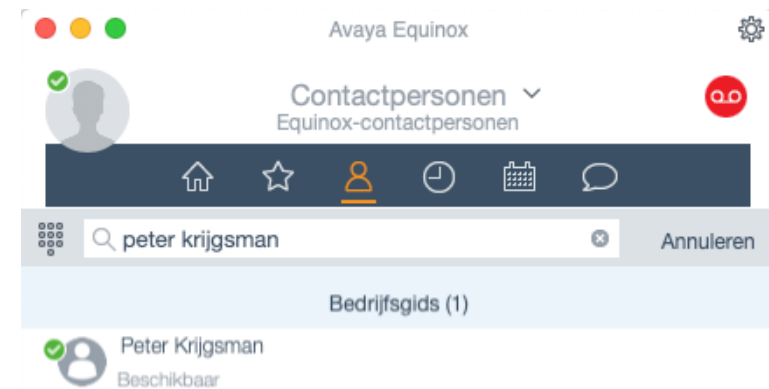 Avaya Equinox
Contactpersonen
Equinox-contactpersonen
peter krijgsman
Annuleren
Bedrijfsgids (1)
Peter Krijgsman
Beschikbaar